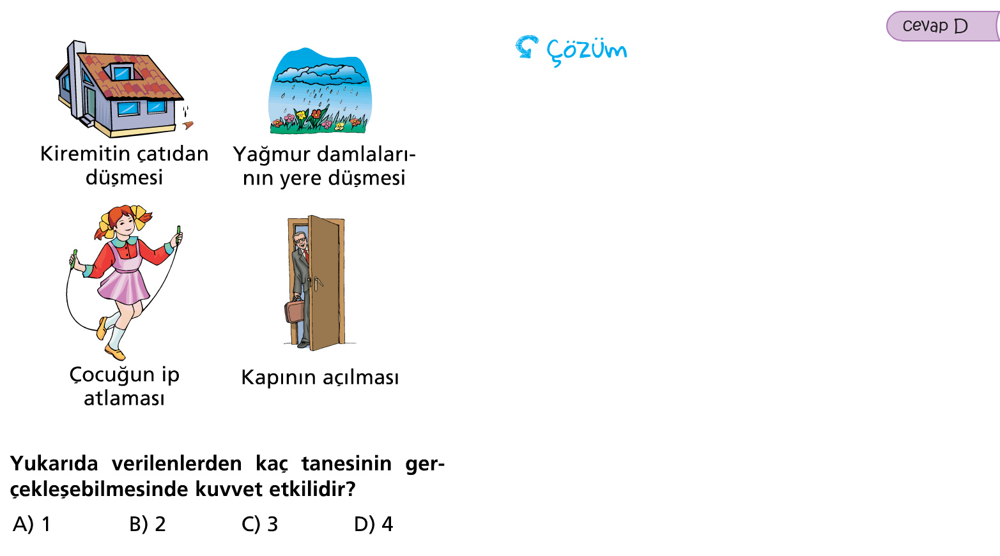 Kiremitin çatıdan
düşmesi
Yağmur damlaları-
nın yere düşmesi
Çocuğun ip
atlaması
Kapının açılması
Yukarıda verilenlerden kaç tanesinin ger-
çekleşebilmesinde kuvvet etkilidir?
A) 1 B) 2 C) 3 D) 4
çözüm
cevap D